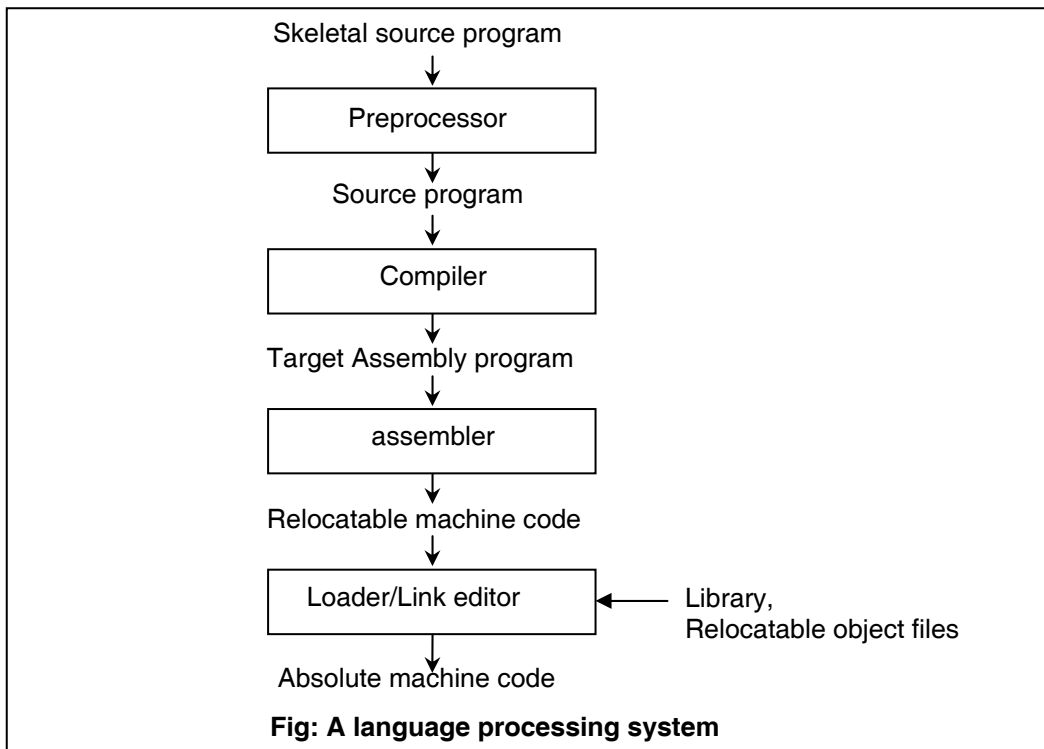 Skeletal source program
Preprocessor
Source program
Compiler
Target Assembly program
assembler
Relocatable machine code
Loader/Link editor
Library,
Relocatable object files
Absolute machine code
Fig: A language processing system